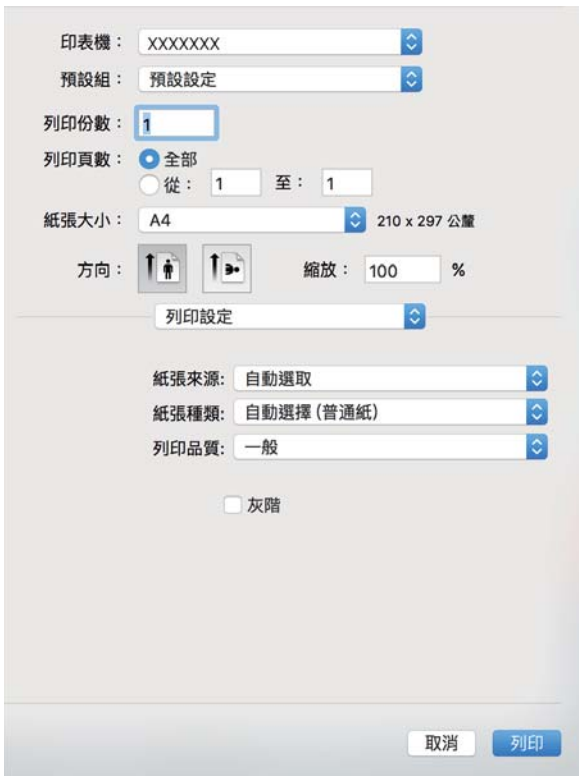 印表機： XXXXXXX
預設組： 預設設定
列印份數： 1
列印頁數： 全部
從： 1 至： 1
紙張大小： A4 210 x 297 公釐
方向： 縮放： 100 %
列印設定
紙張來源: 自動選取
紙張種類: 自動選擇 (普通紙)
列印品質: 一般
灰階
取消 列印